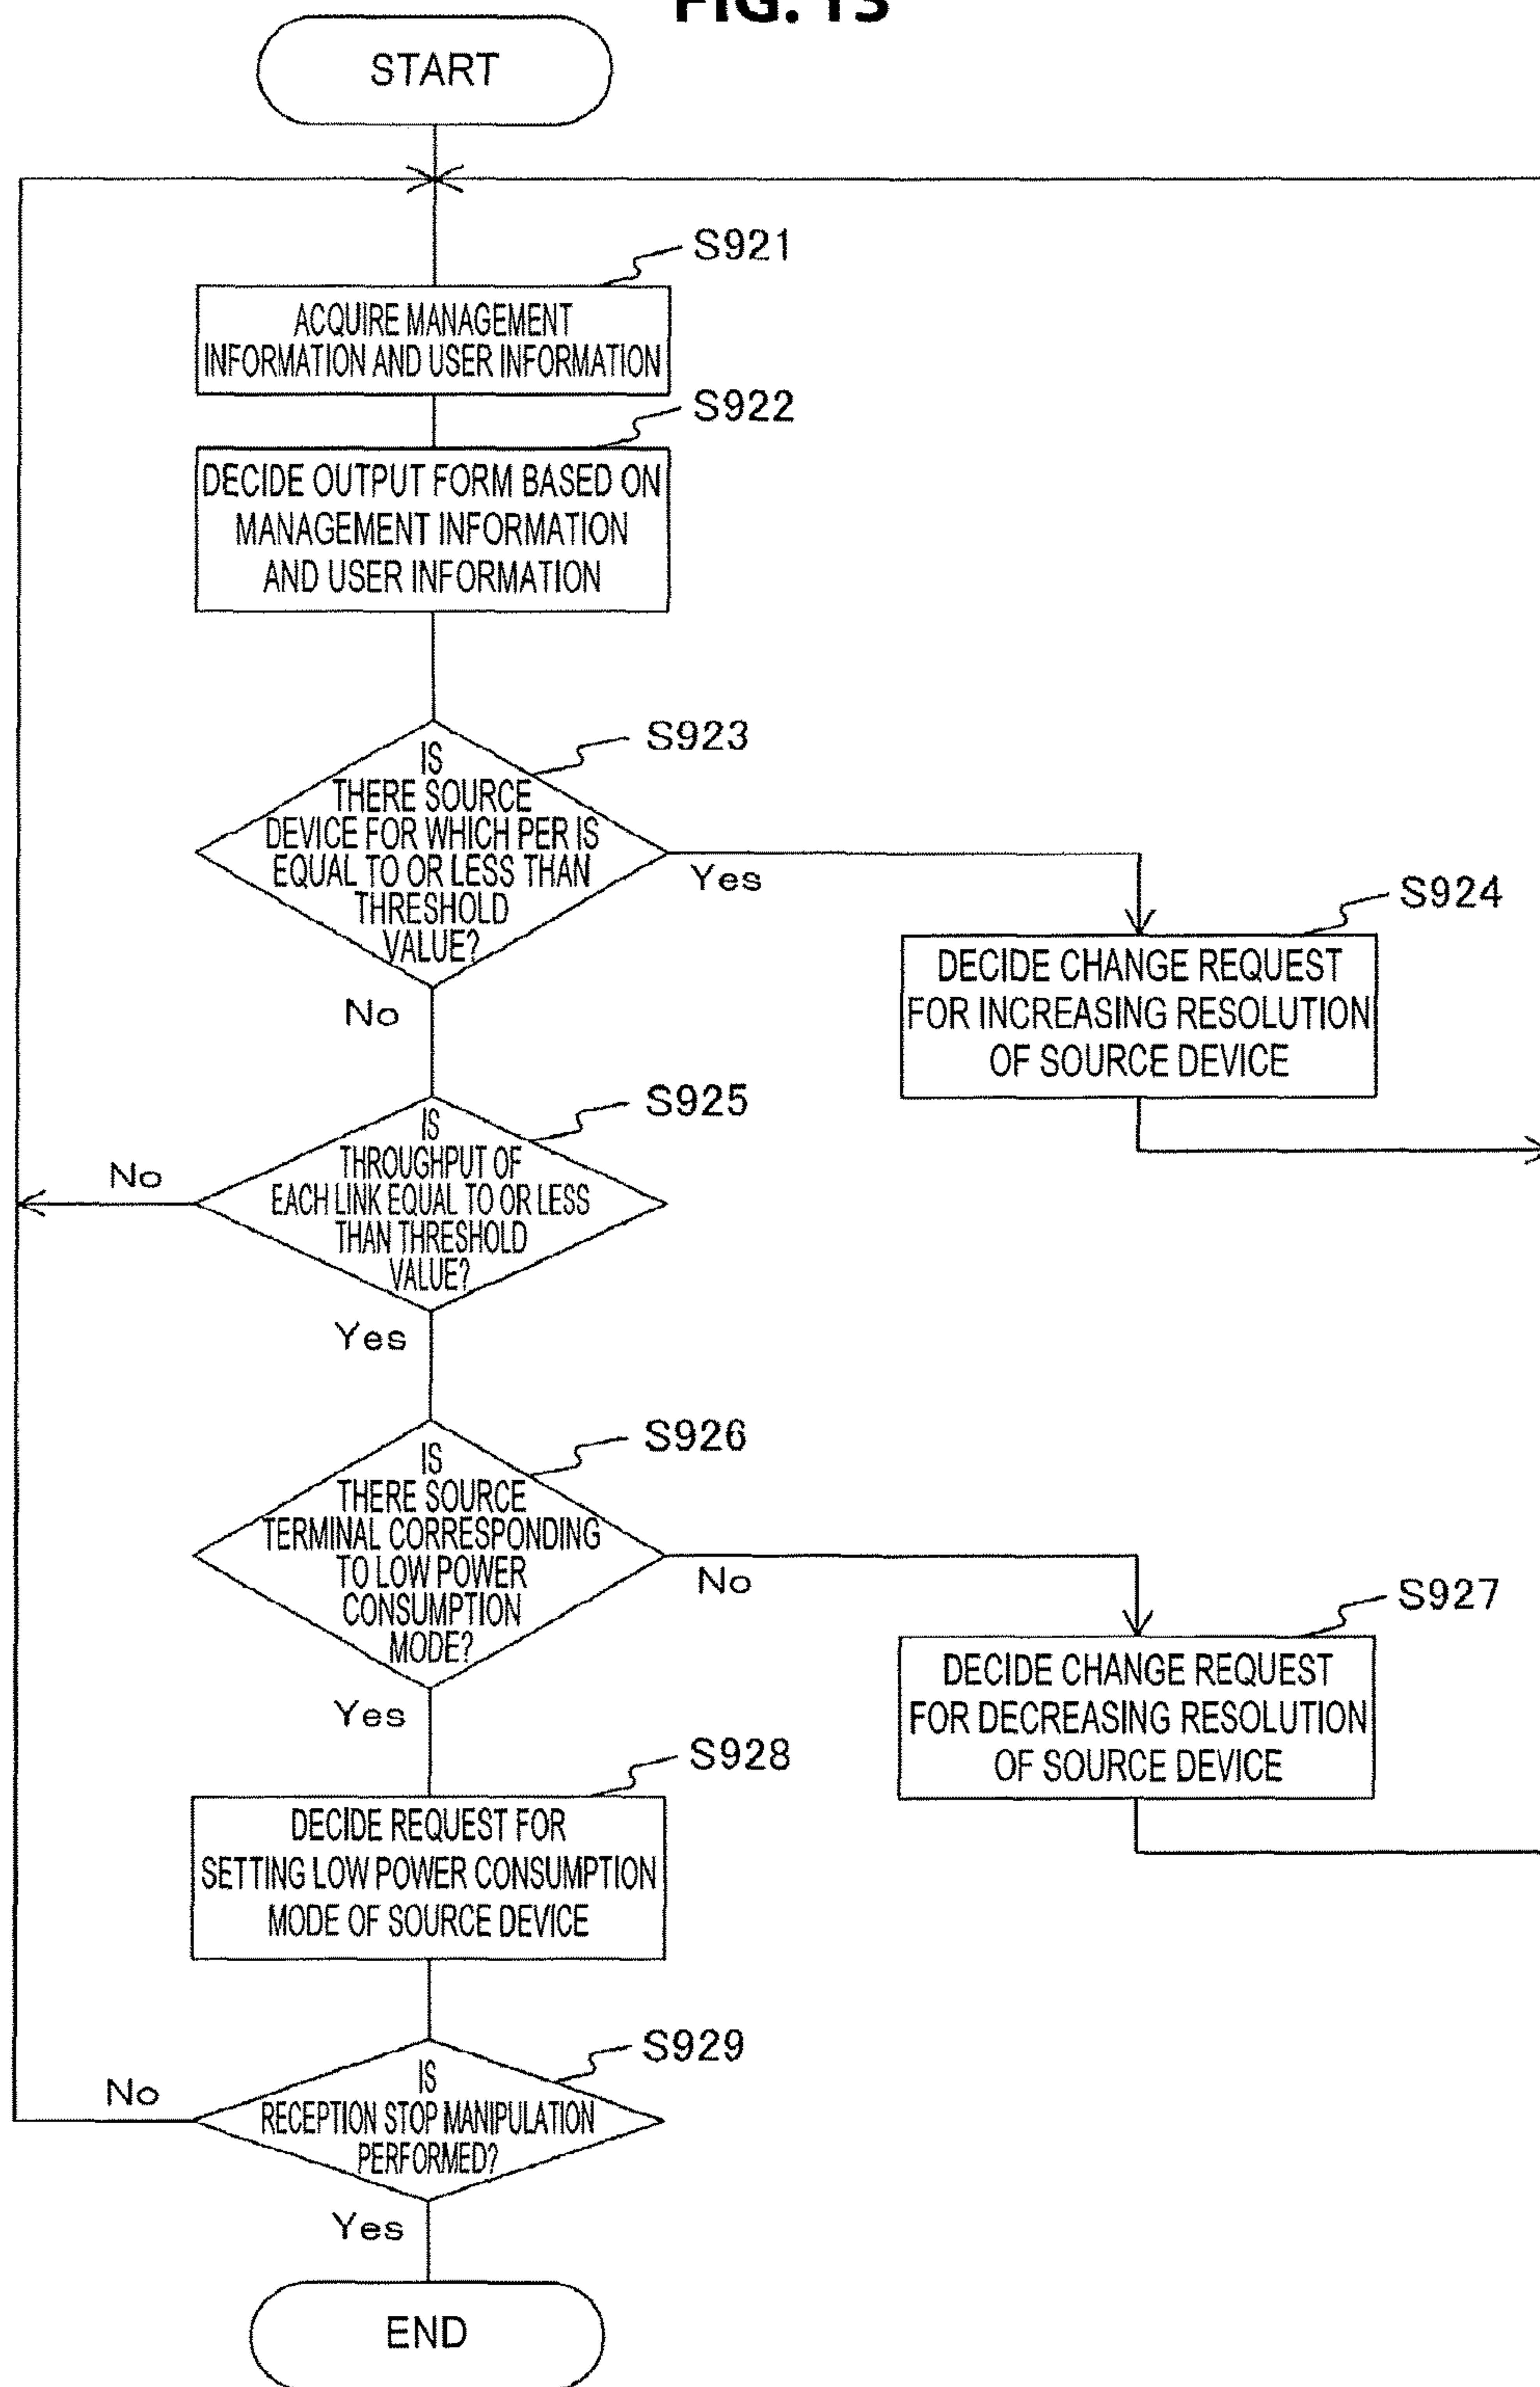 FIG. 13
START
S921
ACQUIRE MANAGEMENT
INFORMATION AND USER INFORMATION
S922
DECIDE OUTPUT FORM BASED ON
MANAGEMENT INFORMATION
AND USER INFORMATION
S923
IS
THERE SOURCE
DEVICE FOR WHICH PER IS
EQUAL TO OR LESS THAN
THRESHOLD
VALUE?
Yes
No
S924
DECIDE CHANGE REQUEST
FOR INCREASING RESOLUTION
OF SOURCE DEVICE
S925
IS
THROUGHPUT OF
EACH LINK EQUAL TO OR LESS
THAN THRESHOLD
VALUE?
No
Yes
S926
IS
THERE SOURCE
TERMINAL CORRESPONDING
TO LOW POWER
CONSUMPTION
MODE?
No
Yes
S927
DECIDE CHANGE REQUEST
FOR DECREASING RESOLUTION
OF SOURCE DEVICE
S928
DECIDE REQUEST FOR
SETTING LOW POWER CONSUMPTION
MODE OF SOURCE DEVICE
S929
IS
RECEPTION STOP MANIPULATION
PERFORMED?
No
Yes
END